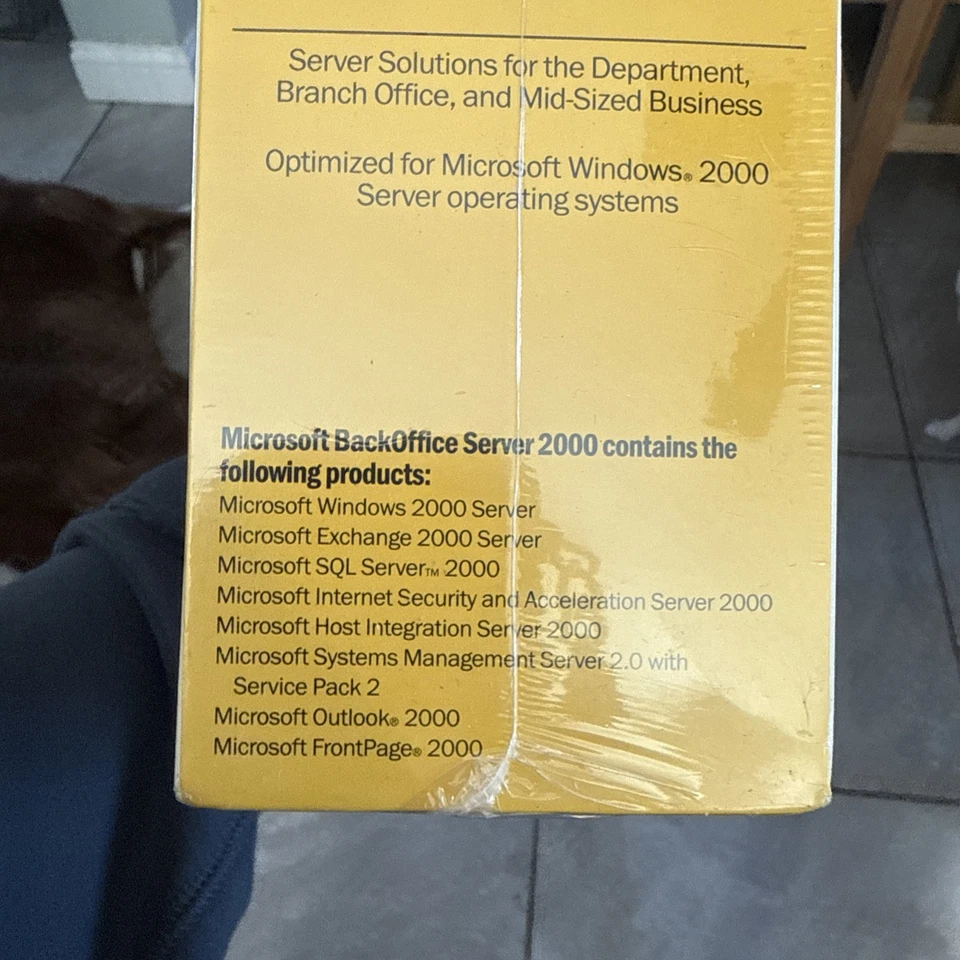 Server Solutions for the Department,
Branch Office, and Mid-Sized Business
Optimized for Microsoft Windows® 2000
Server operating systems
Microsoft BackOffice Server 2000 contains the
following products:
Microsoft Windows 2000 Server
Microsoft Exchange 2000 Server
Microsoft SQL Server™ 2000
Microsoft Internet Security and Acceleration Server 2000
Microsoft Host Integration Server 2000
Microsoft Systems Management Server 2.0 with
Service Pack 2
Microsoft Outlook® 2000
Microsoft FrontPage® 2000